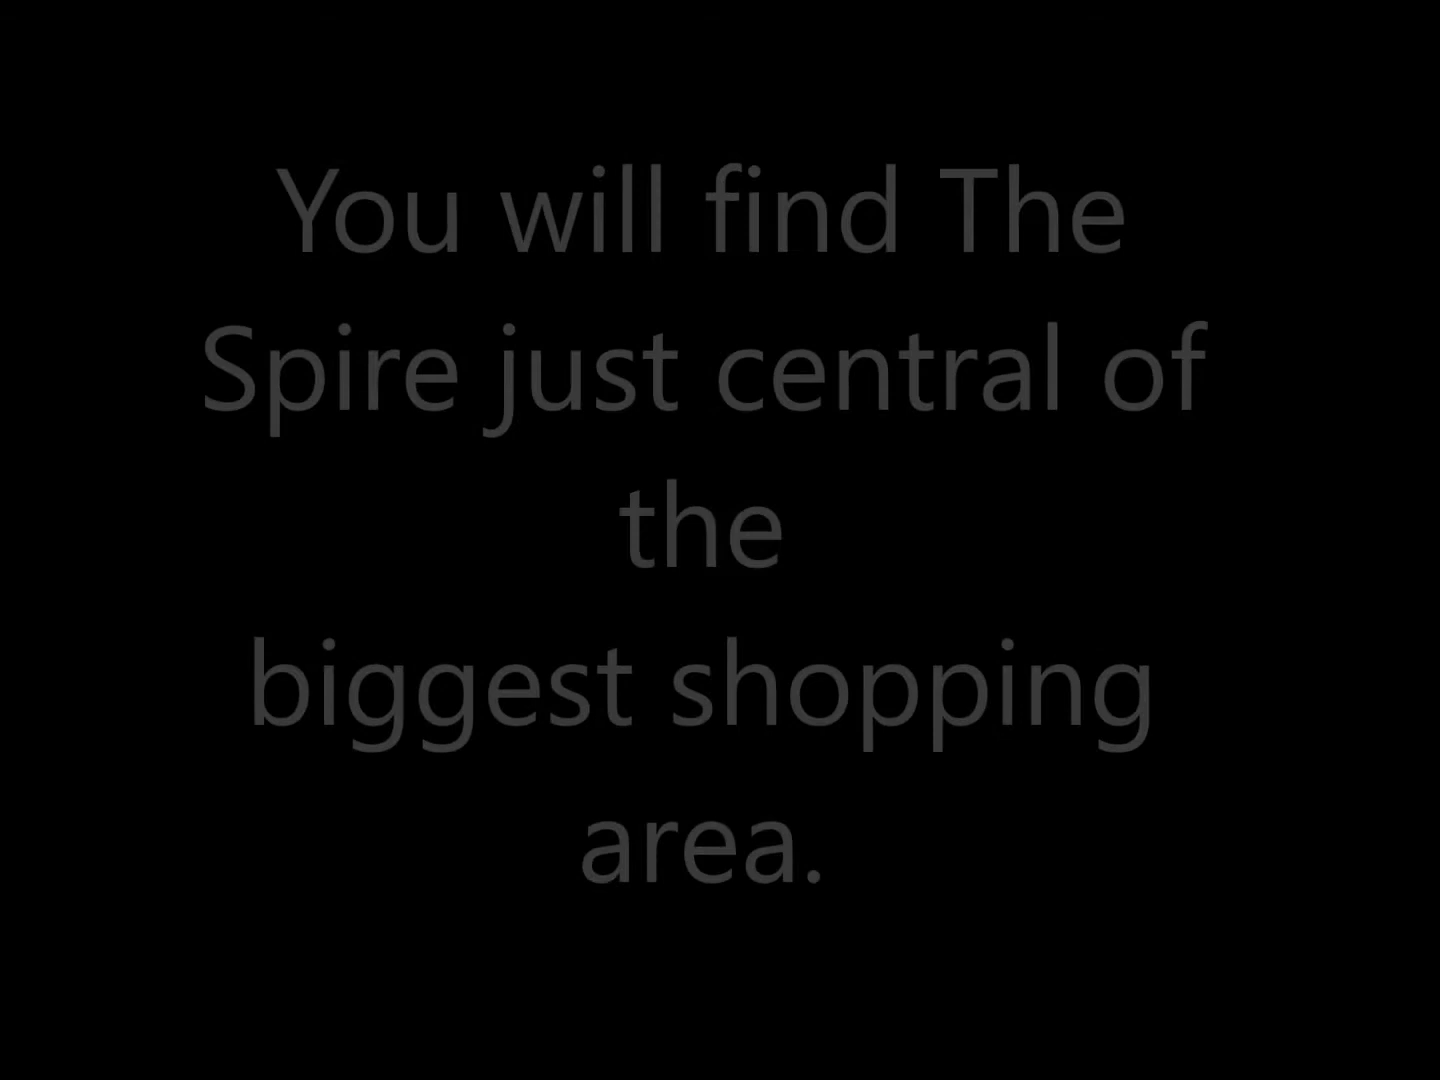 You will find The
Spire just central of
the
biggest shopping
area.